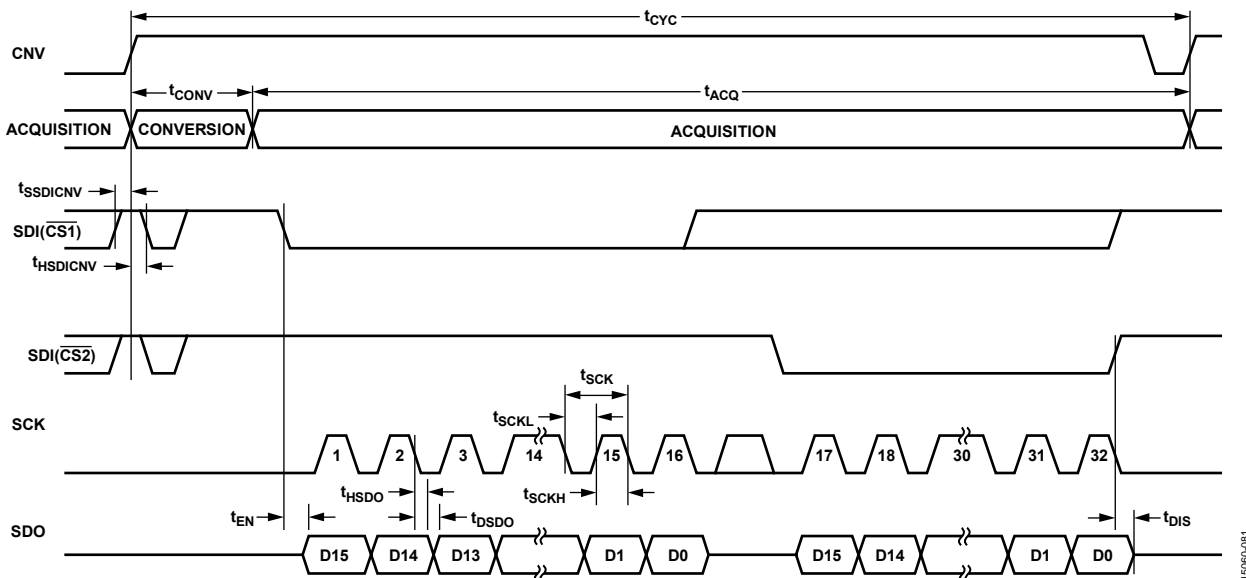 tCYC
CNV
tCONV
tACQ
ACQUISITION
CONVERSION
ACQUISITION
tSSDICNV
SDI(CS1)
tHSDICNV
SDI(CS2)
tSCK
SCK
tSCKL
1 2 3 14 15 16 17 18 30 31 32
tHSDO
tSCKH
tEN
tDSDO
tDIS
SDO
D15 D14 D13 D1 D0 D15 D14 D1 D0